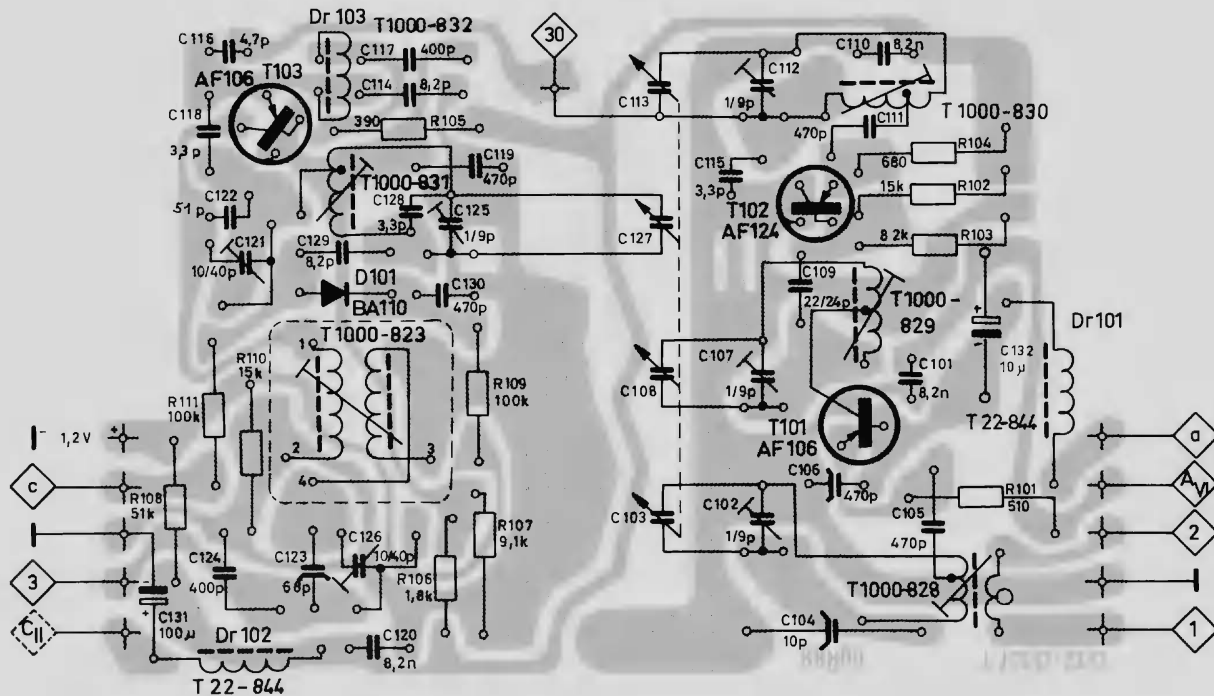 C116 4,7p
Dr 103
T1000-832
C117 400p
C114 8,2p
AF106 T103
C118
3,3 p
390 R105
30
C113
C112
1/9p
C110 8,2n
C111
470p
T 1000-830
R104
680
C115
3,3p
15k R102
T102
AF124
8 2k R103
C119
470p
T1000-831
C128
3,3p
C125
1/9p
C127
C122
51 p
C121
10/40p
C129
8,2p
D101
BA110
C130
470p
C109
22/24p
T1000-
829
C132
10µ
Dr101
T1000-823
1
2
3
4
R110
15k
R111
100k
R109
100k
C108
C107
1/9p
C101
8,2n
T101
AF106
T 22-844
1,2 V +
c
R108
51k
3
CII
C131
100µ
C124
400p
C123
68p
C126
10/40p
R107
9,1k
R106
1,8k
Dr102
T 22-844
C120
8,2n
C103
C102
1/9p
C106
470p
C105
470p
R101
510
T1000-828
C104
10p
a
AVL
2
1